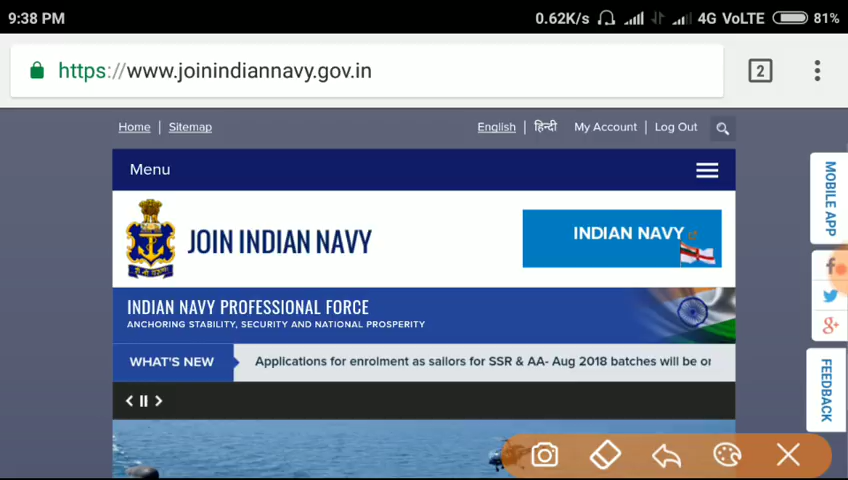 9:38 PM 0.62K/s 4G VoLTE 81%
https://www.joinindiannavy.gov.in 2
Home | Sitemap English | हिन्दी My Account | Log Out
Menu
JOIN INDIAN NAVY
INDIAN NAVY
INDIAN NAVY PROFESSIONAL FORCE
ANCHORING STABILITY, SECURITY AND NATIONAL PROSPERITY
WHAT'S NEW Applications for enrolment as sailors for SSR & AA- Aug 2018 batches will be
MOBILE APP
FEEDBACK